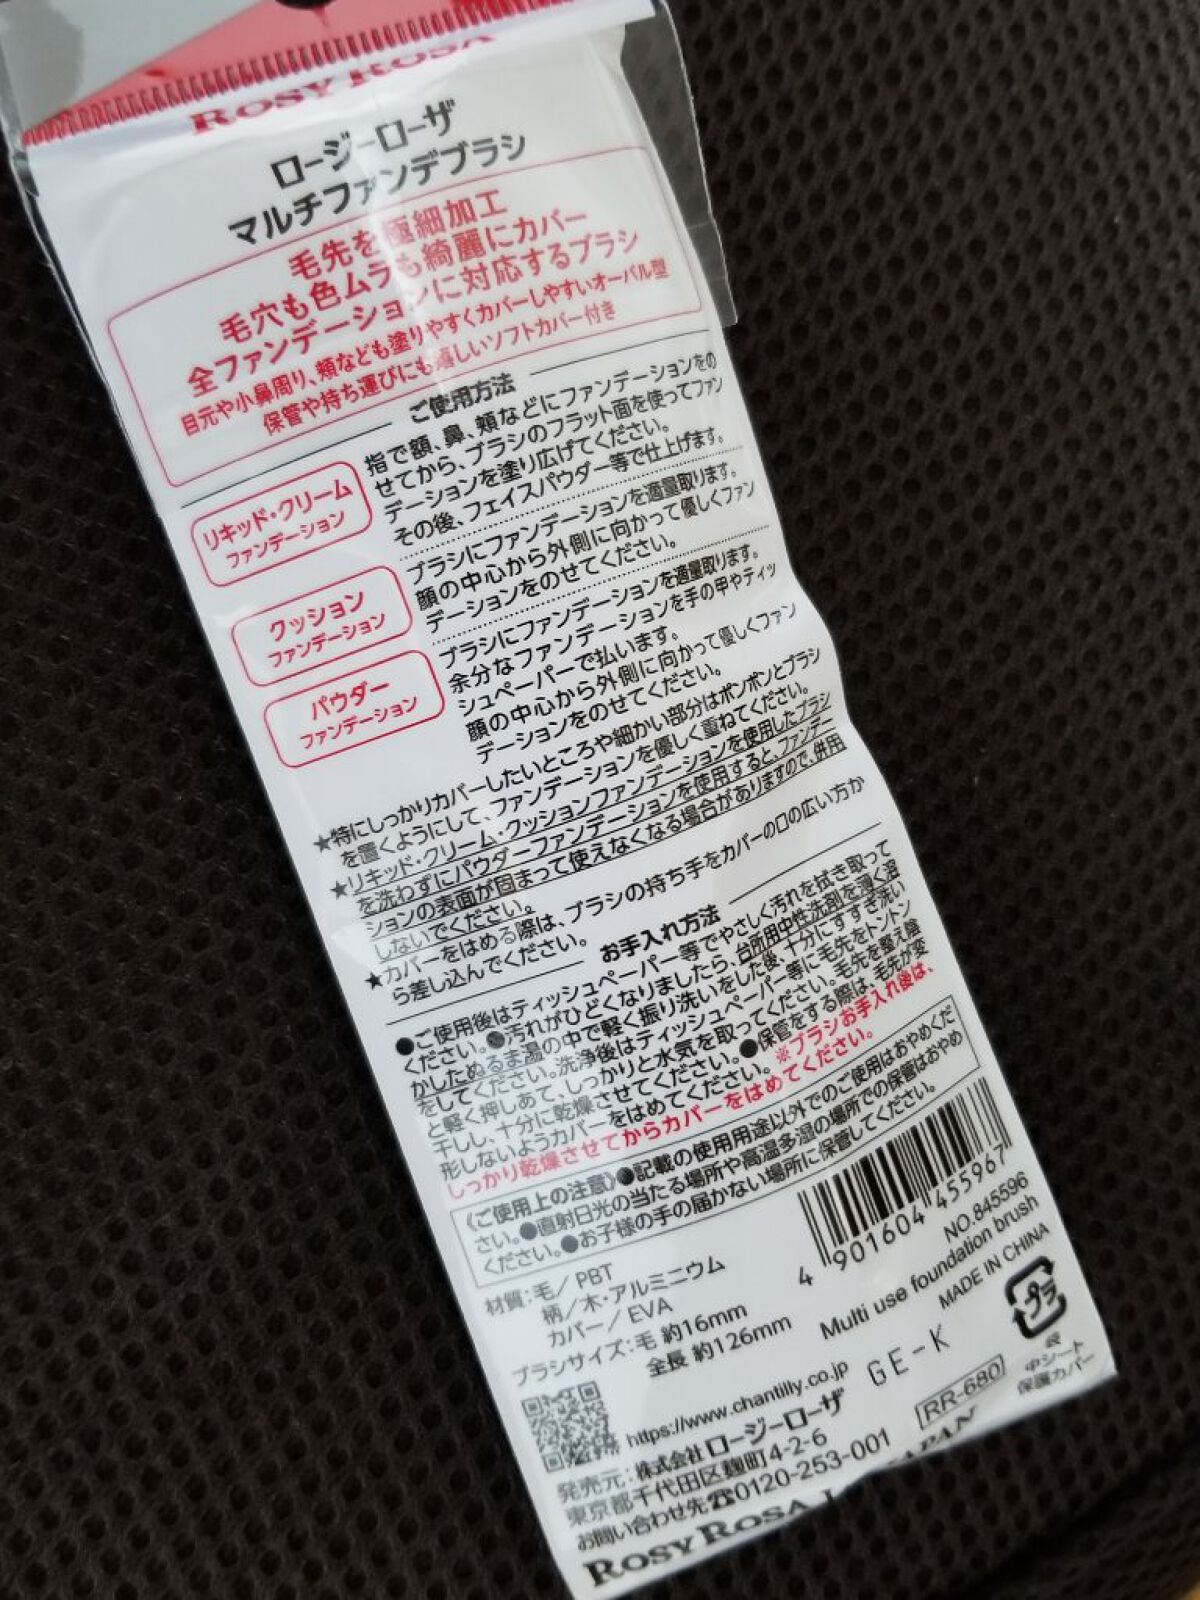 ROSY ROSA
ロージーローザ
マルチファンデブラシ
毛先を極細加工
毛穴も色ムラも綺麗にカバー
全ファンデーションに対応するブラシ
目元や小鼻周り、頬なども塗りやすくカバーしやすいオーバル型
保管や持ち運びにも嬉しいソフトカバー付き
ご使用方法
リキッド・クリーム
ファンデーション
指で額、鼻、頬などにファンデーションをの
せてから、ブラシのフラット面を使ってファン
デーションを塗り広げてください。
その後、フェイスパウダー等で仕上げます。
クッション
ファンデーション
ブラシにファンデーションを適量取ります。
顔の中心から外側に向かって優しくファン
デーションをのせてください。
パウダー
ファンデーション
ブラシにファンデーションを適量取ります。
余分なファンデーションを手の甲やティッ
シュペーパーで払います。
顔の中心から外側に向かって優しくファン
デーションをのせてください。
★特にしっかりカバーしたいところや細かい部分はポンポンとブラシ
を置くようにして、ファンデーションを優しく重ねてください。
★リキッド・クリーム・クッションファンデーションを使用したブラシ
を洗わずにパウダーファンデーションを使用すると、ファンデー
ションの表面が固まって使えなくなる場合がありますので、併用
しないでください。
★カバーをはめる際は、ブラシの持ち手をカバーの口の広い方か
ら差し込んでください。
お手入れ方法
●ご使用後はティッシュペーパー等でやさしく汚れを拭き取って
ください。●汚れがひどくなりましたら、台所用中性洗剤を薄く溶
かしたぬるま湯の中で軽く振り洗いをした後、十分にすすぎ洗い
をしてください。洗浄後はティッシュペーパー等に毛先をトントン
と軽く押しあて、しっかりと水気を取ってください。毛先を整え陰
干しし、十分に乾燥させてください。●保管をする際は、毛先が変
形しないようカバーをはめてください。※ブラシお手入れ後は、
しっかり乾燥させてからカバーをはめてください。
《ご使用上の注意》●記載の使用用途以外でのご使用はおやめくだ
さい。●直射日光の当たる場所や高温多湿の場所での保管はおやめ
ください。●お子様の手の届かない場所に保管してください。
材質：毛／PBT
柄／木・アルミニウム
カバー／EVA
ブラシサイズ：毛 約16mm
全長 約126mm
4 901604 455967
NO.845596
Multi use foundation brush
MADE IN CHINA
プラ
袋
中シート
保護カバー
GE-K
https://www.chantilly.co.jp
RR-680
発売元：株式会社ロージーローザ
東京都千代田区麹町4-2-6
お問い合わせ先☎0120-253-001
ROSY ROSA JAPAN